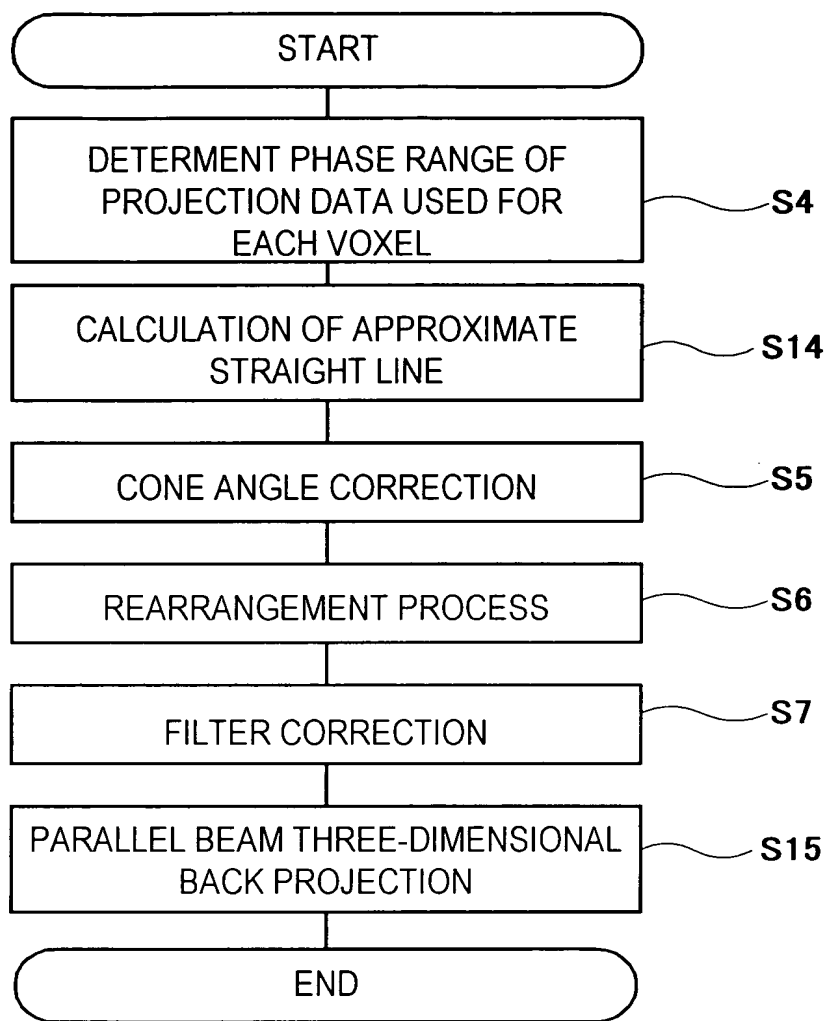 START
DETERMENT PHASE RANGE OF
PROJECTION DATA USED FOR
EACH VOXEL
S4
CALCULATION OF APPROXIMATE
STRAIGHT LINE
S14
CONE ANGLE CORRECTION
S5
REARRANGEMENT PROCESS
S6
FILTER CORRECTION
S7
PARALLEL BEAM THREE-DIMENSIONAL
BACK PROJECTION
S15
END